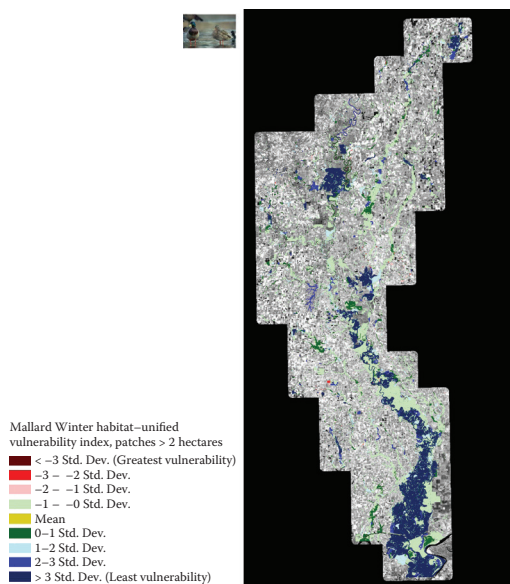 Mallard Winter habitat–unified
vulnerability index, patches > 2 hectares
< –3 Std. Dev. (Greatest vulnerability)
–3 – –2 Std. Dev.
–2 – –1 Std. Dev.
–1 – –0 Std. Dev.
Mean
0–1 Std. Dev.
1–2 Std. Dev.
2–3 Std. Dev.
> 3 Std. Dev (Least vulnerability)